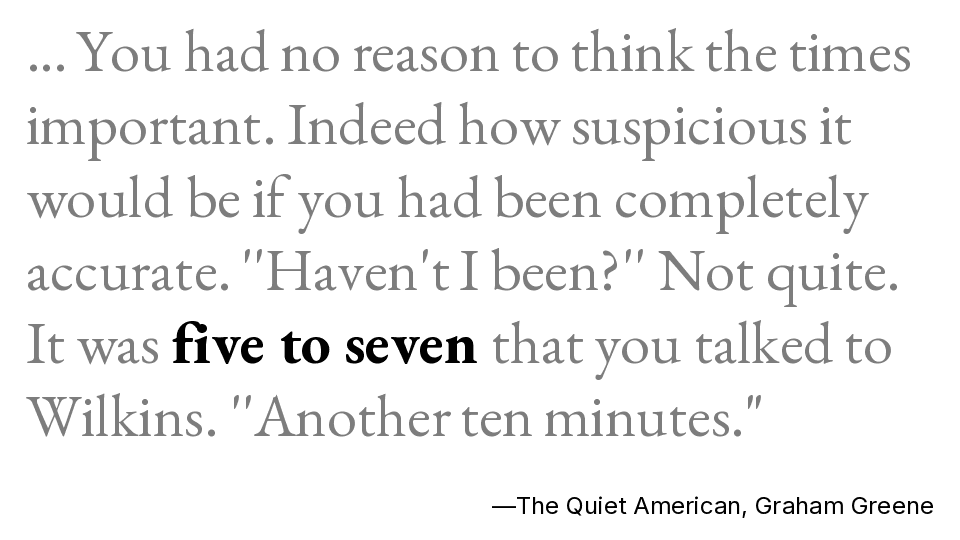 ... You had no reason to think the times
important. Indeed how suspicious it
would be if you had been completely
accurate. ''Haven't I been?'' Not quite.
It was five to seven that you talked to
Wilkins. ''Another ten minutes."
—The Quiet American, Graham Greene